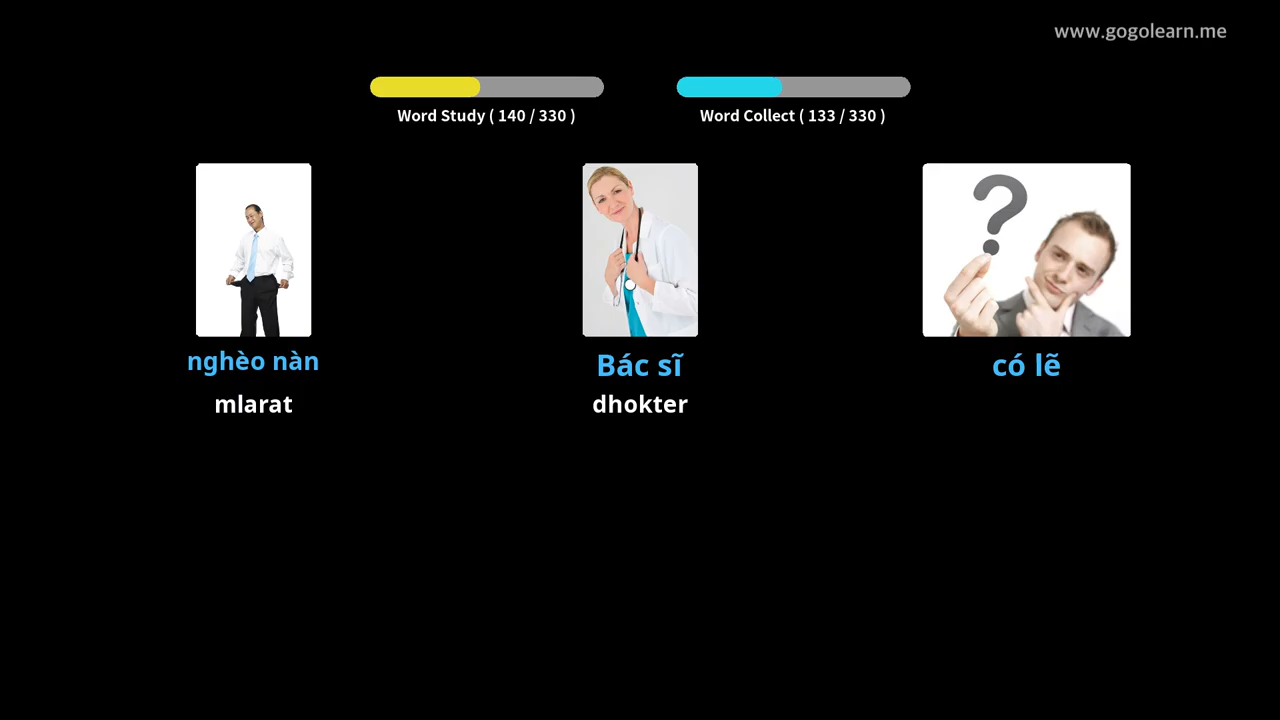 www.gogolearn.me
Word Study ( 140 / 330 )
Word Collect ( 133 / 330 )
nghèo nàn
Bác sĩ
có lẽ
mlarat
dhokter